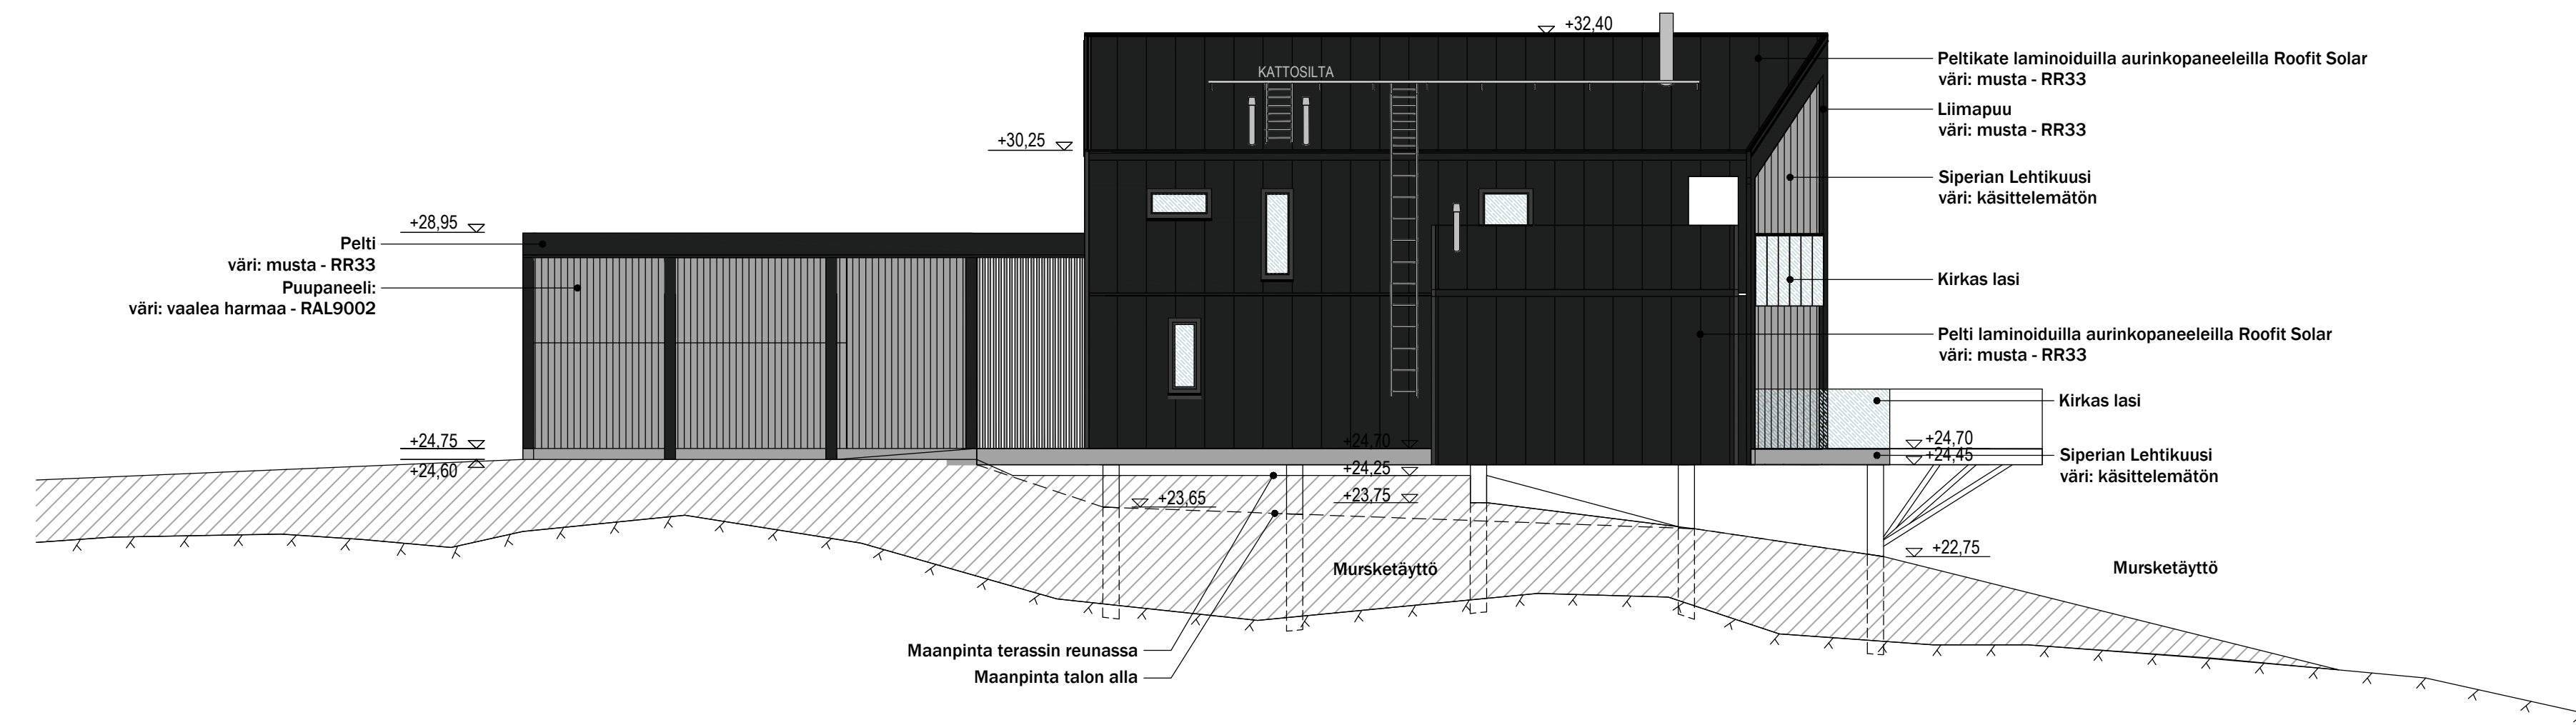 +32,40
KATTOSILTA
Peltikate laminoiduilla aurinkopaneeleilla Roofit Solar
väri: musta - RR33
Liimapuu
väri: musta - RR33
+30,25
Siperian Lehtikuusi
väri: käsittelemätön
+28,95
Pelti
väri: musta - RR33
Puupaneeli:
väri: vaalea harmaa - RAL9002
Kirkas lasi
Pelti laminoiduilla aurinkopaneeleilla Roofit Solar
väri: musta - RR33
Kirkas lasi
+24,75
+24,60
+24,70
+24,70
+24,45
Siperian Lehtikuusi
väri: käsittelemätön
+24,25
+23,75
+23,65
+22,75
Mursketäyttö
Mursketäyttö
Maanpinta terassin reunassa
Maanpinta talon alla